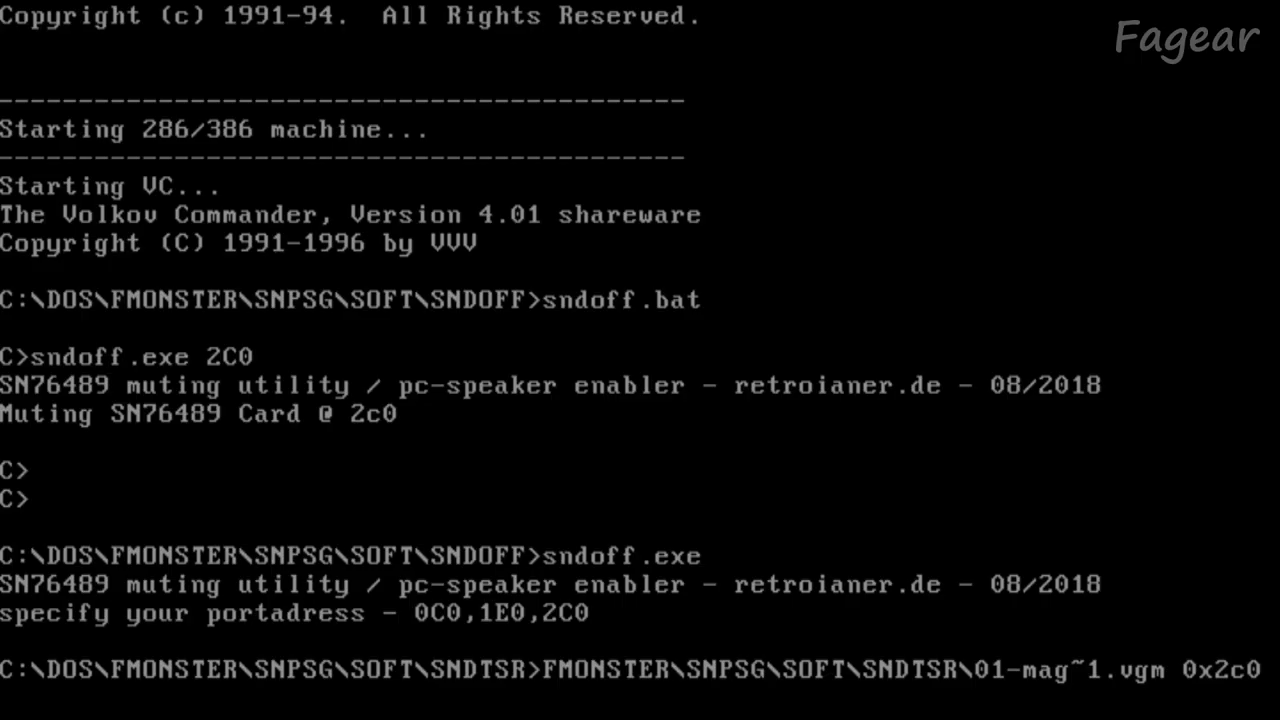 Copyright (c) 1991-94.  All Rights Reserved.
Fagear
-------------------------------------------
Starting 286/386 machine...
-------------------------------------------
Starting VC...
The Volkov Commander, Version 4.01 shareware
Copyright (C) 1991-1996 by VVV
C:\DOS\FMONSTER\SNPSG\SOFT\SNDOFF>sndoff.bat
C>sndoff.exe 2C0
SN76489 muting utility / pc-speaker enabler - retroianer.de - 08/2018
Muting SN76489 Card @ 2c0
C>
C>
C:\DOS\FMONSTER\SNPSG\SOFT\SNDOFF>sndoff.exe
SN76489 muting utility / pc-speaker enabler - retroianer.de - 08/2018
specify your portadress - 0C0,1E0,2C0
C:\DOS\FMONSTER\SNPSG\SOFT\SNDTSR>FMONSTER\SNPSG\SOFT\SNDTSR\01-mag~1.vgm 0x2c0